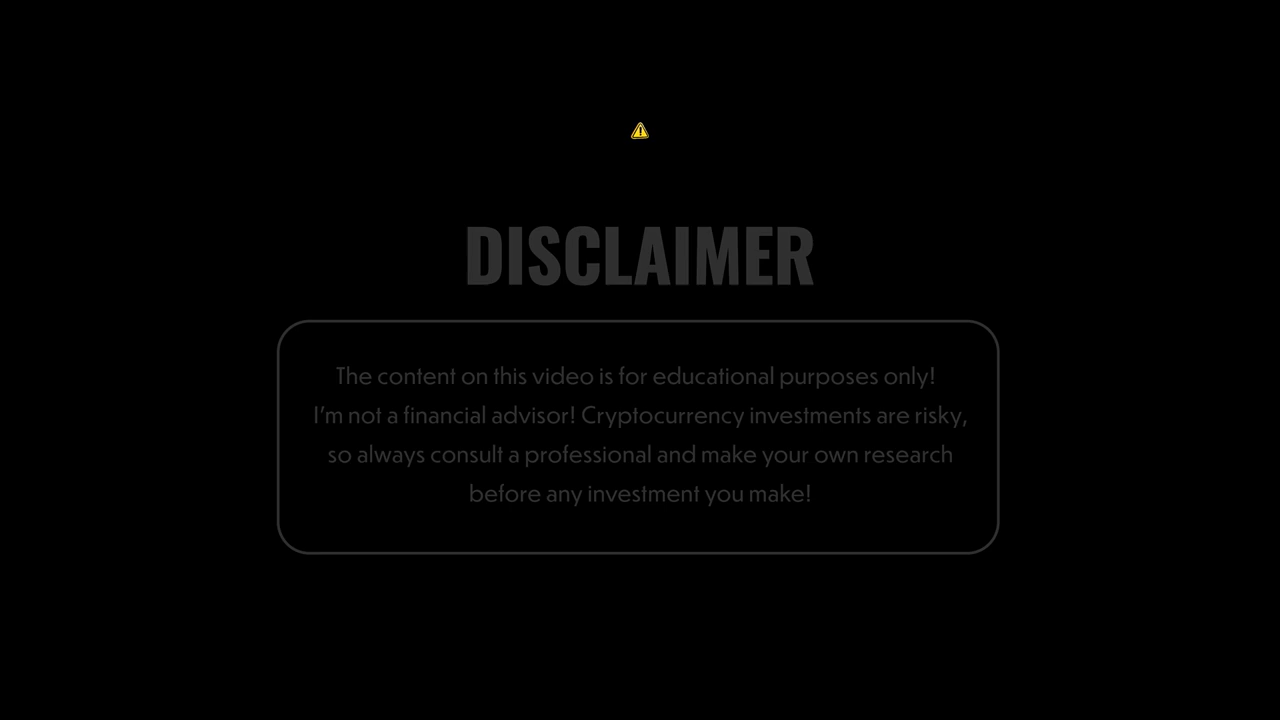 DISCLAIMER
The content on this video is for educational purposes only!
I'm not a financial advisor! Cryptocurrency investments are risky,
so always consult a professional and make your own research
before any investment you make!